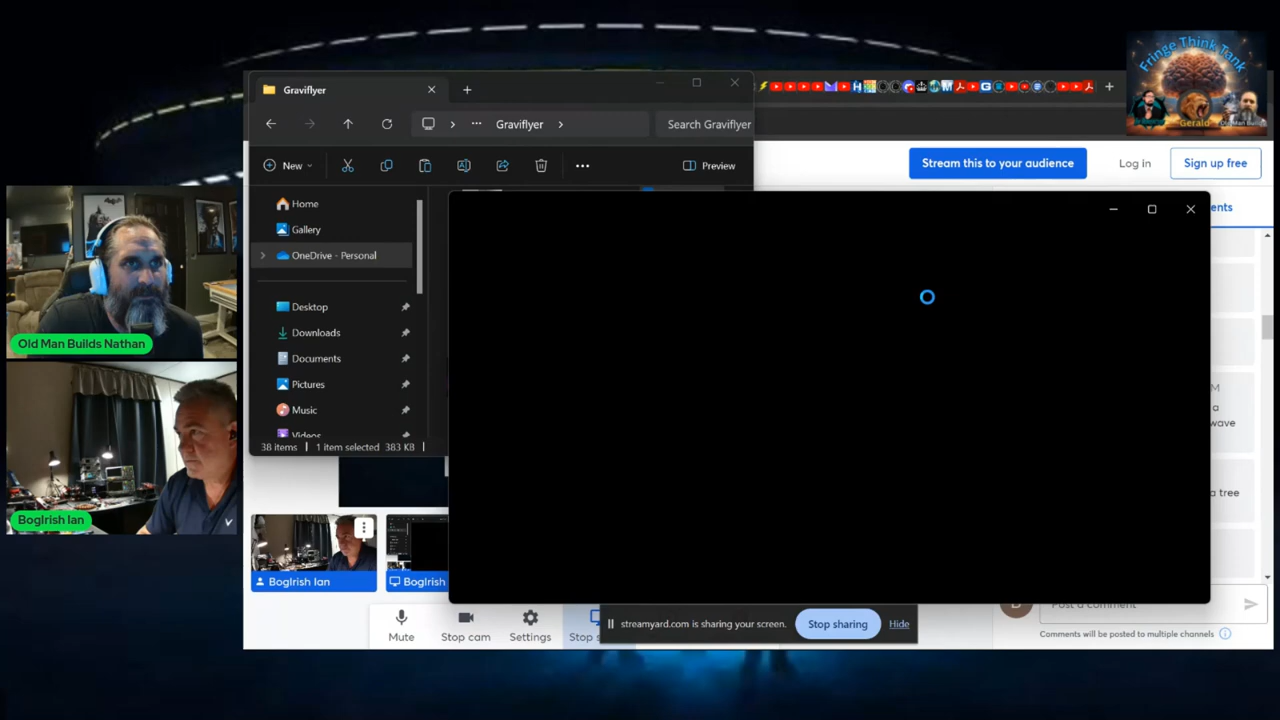 Graviflyer
Fringe Think Tank
Gerald
Graviflyer
Search Graviflyer
New
Preview
Stream this to your audience
Log in
Sign up free
Home
Gallery
OneDrive - Personal
Desktop
Downloads
Documents
Pictures
Music
Videos
38 items
1 item selected 383 KB
Old Man Builds Nathan
BogIrish Ian
ents
M
a
wave
a tree
BogIrish Ian
BogIrish
Mute
Stop cam
Settings
Stop s
streamyard.com is sharing your screen.
Stop sharing
Hide
Post a comment
Comments will be posted to multiple channels